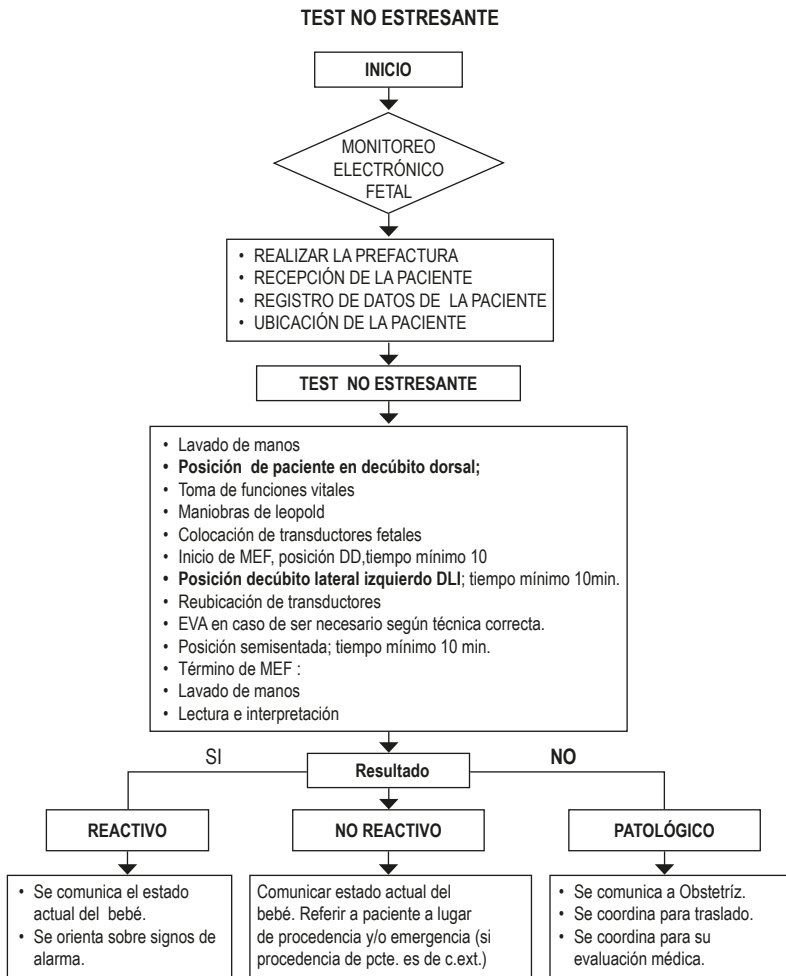 TEST NO ESTRESANTE
INICIO
MONITOREO
ELECTRÓNICO
FETAL
• REALIZAR LA PREFACTURA
• RECEPCIÓN DE LA PACIENTE
• REGISTRO DE DATOS DE LA PACIENTE
• UBICACIÓN DE LA PACIENTE
TEST NO ESTRESANTE
• Lavado de manos
• Posición de paciente en decúbito dorsal;
• Toma de funciones vitales
• Maniobras de leopold
• Colocación de transductores fetales
• Inicio de MEF, posición DD,tiempo mínimo 10
• Posición decúbito lateral izquierdo DLI; tiempo mínimo 10min.
• Reubicación de transductores
• EVA en caso de ser necesario según técnica correcta.
• Posición semisentada; tiempo mínimo 10 min.
• Término de MEF :
• Lavado de manos
• Lectura e interpretación
SI
Resultado
NO
REACTIVO
NO REACTIVO
PATOLÓGICO
• Se comunica el estado
actual del bebé.
• Se orienta sobre signos de
alarma.
Comunicar estado actual del
bebé. Referir a paciente a lugar
de procedencia y/o emergencia (si
procedencia de pcte. es de c.ext.)
• Se comunica a Obstetríz.
• Se coordina para traslado.
• Se coordina para su
evaluación médica.